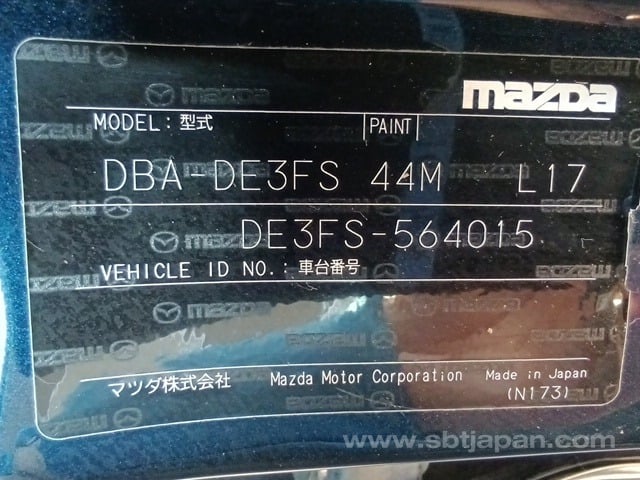 mazda
MODEL: 型式 PAINT
DBA-DE3FS 44M L17
DE3FS-564015
VEHICLE ID NO.: 車台番号
マツダ株式会社 Mazda Motor Corporation Made in Japan
(N173)
www.sbtjapan.com